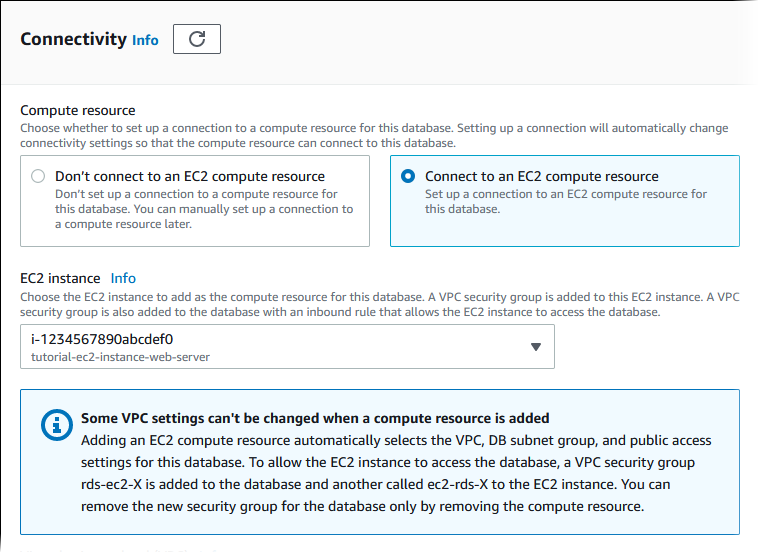 Connectivity Info
Compute resource
Choose whether to set up a connection to a compute resource for this database. Setting up a connection will automatically change
connectivity settings so that the compute resource can connect to this database.
Don't connect to an EC2 compute resource
Don't set up a connection to a compute resource for
this database. You can manually set up a connection to
a compute resource later.
Connect to an EC2 compute resource
Set up a connection to an EC2 compute resource for
this database.
EC2 instance Info
Choose the EC2 instance to add as the compute resource for this database. A VPC security group is added to this EC2 instance. A VPC
security group is also added to the database with an inbound rule that allows the EC2 instance to access the database.
i-1234567890abcdef0
tutorial-ec2-instance-web-server
Some VPC settings can't be changed when a compute resource is added
Adding an EC2 compute resource automatically selects the VPC, DB subnet group, and public access
settings for this database. To allow the EC2 instance to access the database, a VPC security group
rds-ec2-X is added to the database and another called ec2-rds-X to the EC2 instance. You can
remove the new security group for the database only by removing the compute resource.